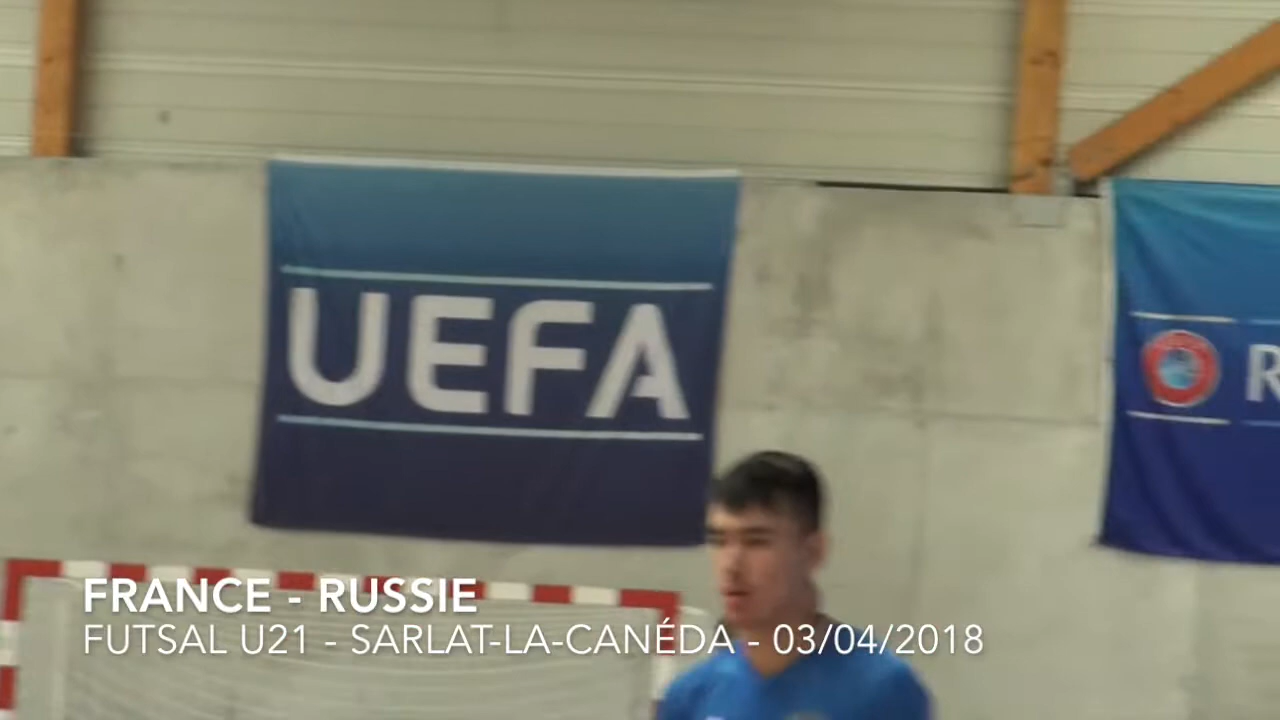 UEFA
R
FRANCE - RUSSIE
FUTSAL U21 - SARLAT-LA-CANÉDA - 03/04/2018